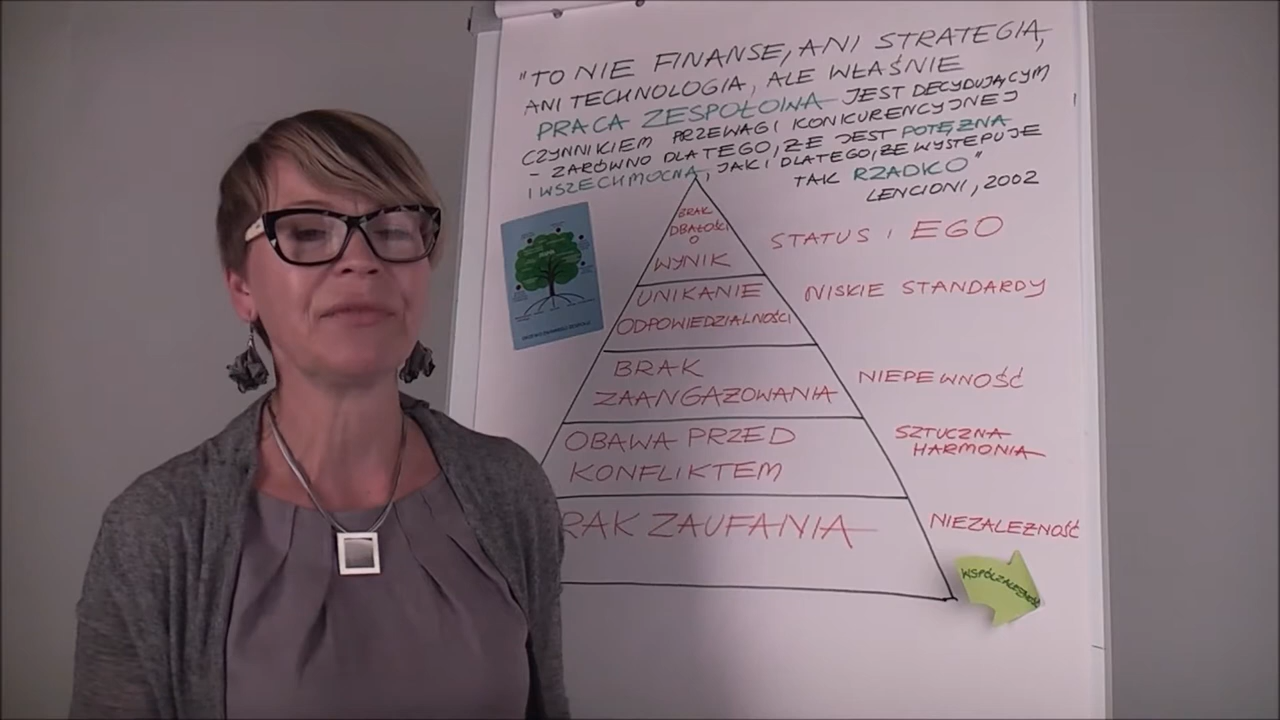 "TO NIE FINANSE, ANI STRATEGIA,
ANI TECHNOLOGIA, ALE WŁAŚNIE
PRACA ZESPOŁOWA JEST DECYDUJĄCYM
CZYNNIKIEM PRZEWAGI KONKURENCYJNEJ
- ZARÓWNO DLATEGO, ŻE JEST POTĘŻNA
I WSZECHMOCNA, JAK I DLATEGO, ŻE WYSTĘPUJE
TAK RZADKO"
LENCIONI, 2002
BRAK
DBAŁOŚCI
O
WYNIK
STATUS I EGO
UNIKANIE
ODPOWIEDZIALNOŚCI
NISKIE STANDARDY
BRAK
ZAANGAŻOWANIA
NIEPEWNOŚĆ
OBAWA PRZED
KONFLIKTEM
SZTUCZNA
HARMONIA
RAK ZAUFANIA
NIEZALEŻNOŚĆ
WSPÓŁZALEŻNOŚĆ